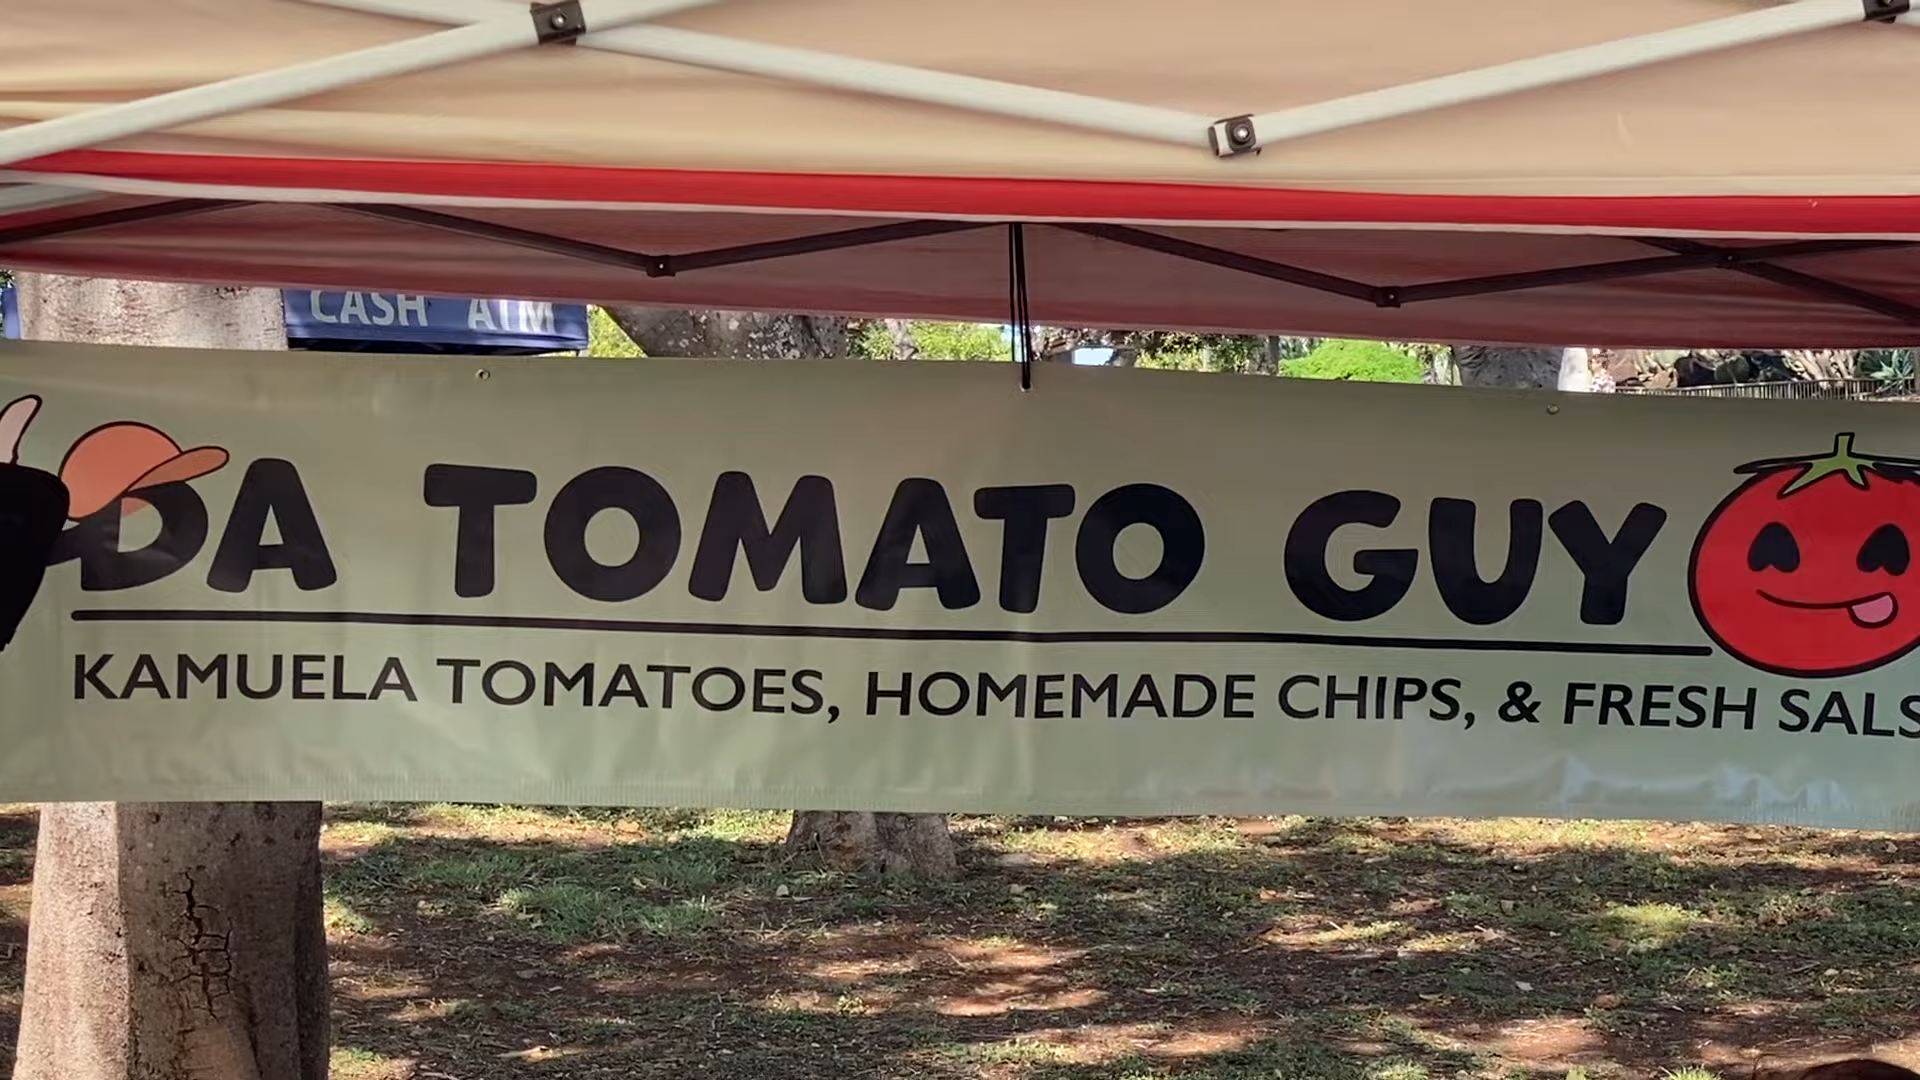 CASH ATM
DA TOMATO GUY
KAMUELA TOMATOES, HOMEMADE CHIPS, & FRESH SALS